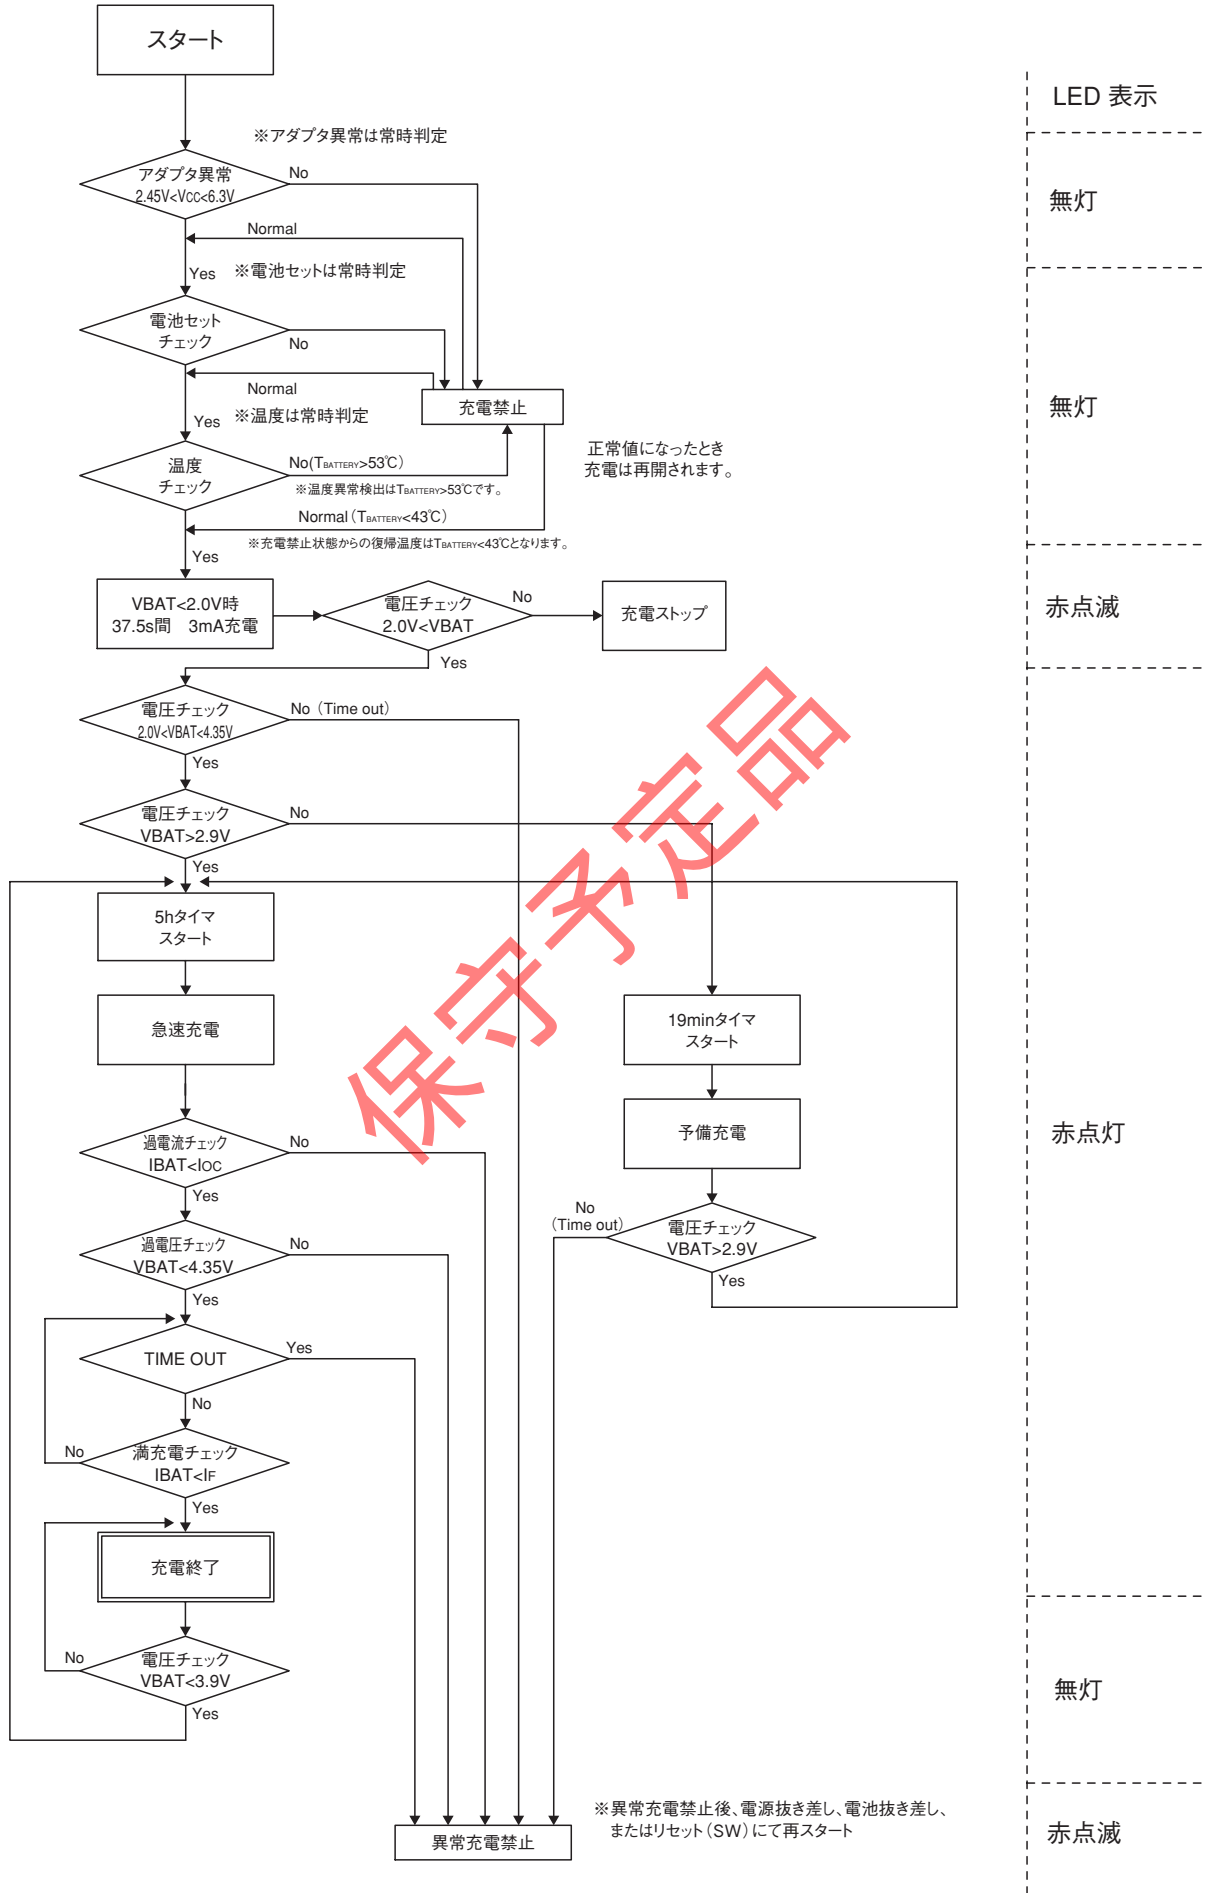 スタート
LED 表示
※アダプタ異常は常時判定
アダプタ異常
2.45V<Vcc<6.3V
No
無灯
Normal
Yes
※電池セットは常時判定
電池セット
チェック
No
Normal
※温度は常時判定
Yes
充電禁止
無灯
正常値になったとき
充電は再開されます。
温度
チェック
No(TBATTERY>53℃)
※温度異常検出はTBATTERY>53℃です。
Normal(TBATTERY<43℃)
※充電禁止状態からの復帰温度はTBATTERY<43℃となります。
Yes
VBAT<2.0V時
37.5s間 3mA充電
電圧チェック
2.0V<VBAT
No
充電ストップ
赤点滅
Yes
電圧チェック
2.0V<VBAT<4.35V
No(Time out)
Yes
電圧チェック
VBAT>2.9V
No
Yes
5hタイマ
スタート
急速充電
19minタイマ
スタート
予備充電
赤点灯
過電流チェック
IBAT<IOC
No
Yes
No
(Time out)
電圧チェック
VBAT>2.9V
Yes
過電圧チェック
VBAT<4.35V
No
Yes
TIME OUT
Yes
No
満充電チェック
IBAT<IF
No
Yes
充電終了
電圧チェック
VBAT<3.9V
No
Yes
無灯
※異常充電禁止後、電源抜き差し、電池抜き差し、
またはリセット(SW)にて再スタート
異常充電禁止
赤点滅
保守予定品